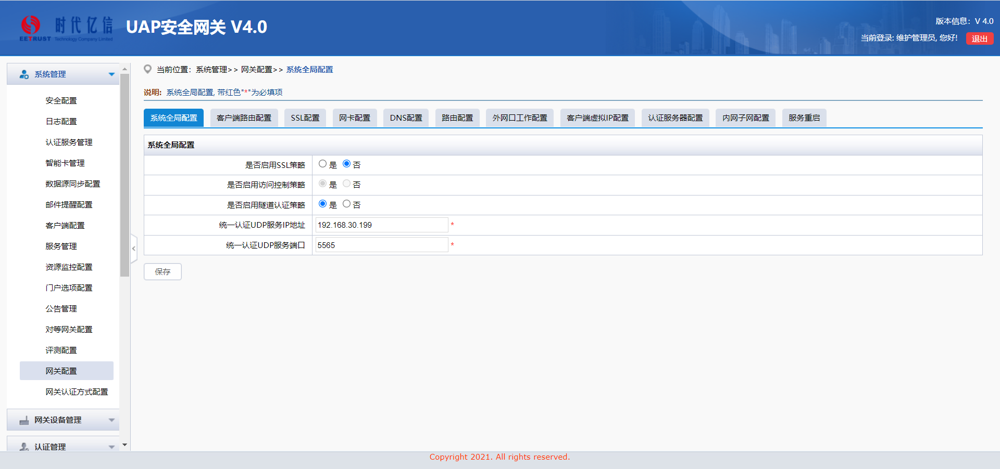 时代亿信
EETRUST Technology Company Limited
UAP安全网关 V4.0
版本信息：V 4.0
当前登录: 维护管理员, 您好!
退出
系统管理
安全配置
日志配置
认证服务管理
智能卡管理
数据源同步配置
邮件提醒配置
客户端配置
服务管理
资源监控配置
门户选项配置
公告管理
对等网关配置
评测配置
网关配置
网关认证方式配置
网关设备管理
认证管理
当前位置：系统管理>> 网关配置>> 系统全局配置
说明: 系统全局配置, 带红色"*"为必填项
系统全局配置 客户端路由配置 SSL配置 网卡配置 DNS配置 路由配置 外网口工作配置 客户端虚拟IP配置 认证服务器配置 内网子网配置 服务重启
系统全局配置
是否启用SSL策略 是 否
是否启用访问控制策略 是 否
是否启用隧道认证策略 是 否
统一认证UDP服务IP地址 192.168.30.199 *
统一认证UDP服务端口 5565 *
保存
Copyright 2021. All rights reserved.